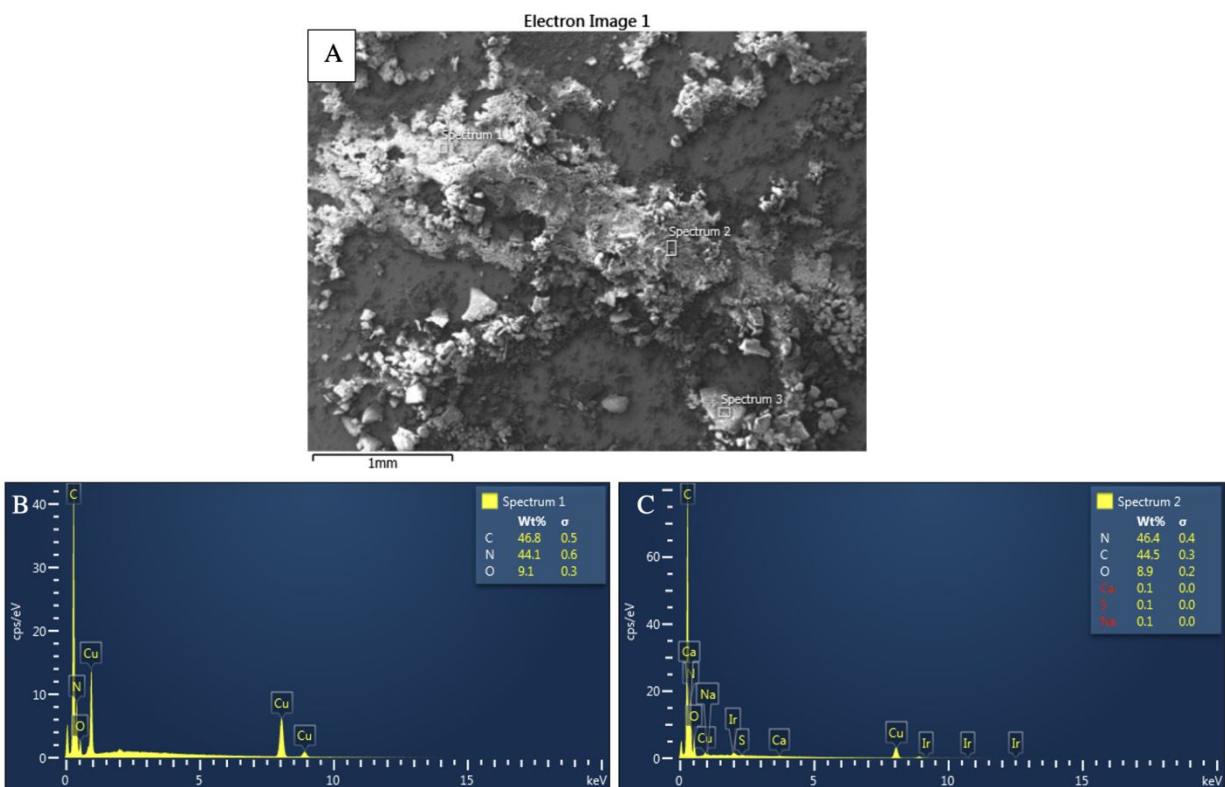 Electron Image 1
A
Spectrum 1
Spectrum 2
Spectrum 3
1mm
B
C
40
30
20
10
0
cps/eV
C
N
O
Cu
Cu
Cu
0
5
10
15
keV
Spectrum 1
Wt% σ
C 46.8 0.5
N 44.1 0.6
O 9.1 0.3
C
C
60
40
20
0
cps/eV
Ca
N
O
Na
Cu
Ir
S
Ca
Cu
Ir
Ir
Ir
0
5
10
15
keV
Spectrum 2
Wt% σ
N 46.4 0.4
C 44.5 0.3
O 8.9 0.2
Ca 0.1 0.0
S 0.1 0.0
Na 0.1 0.0